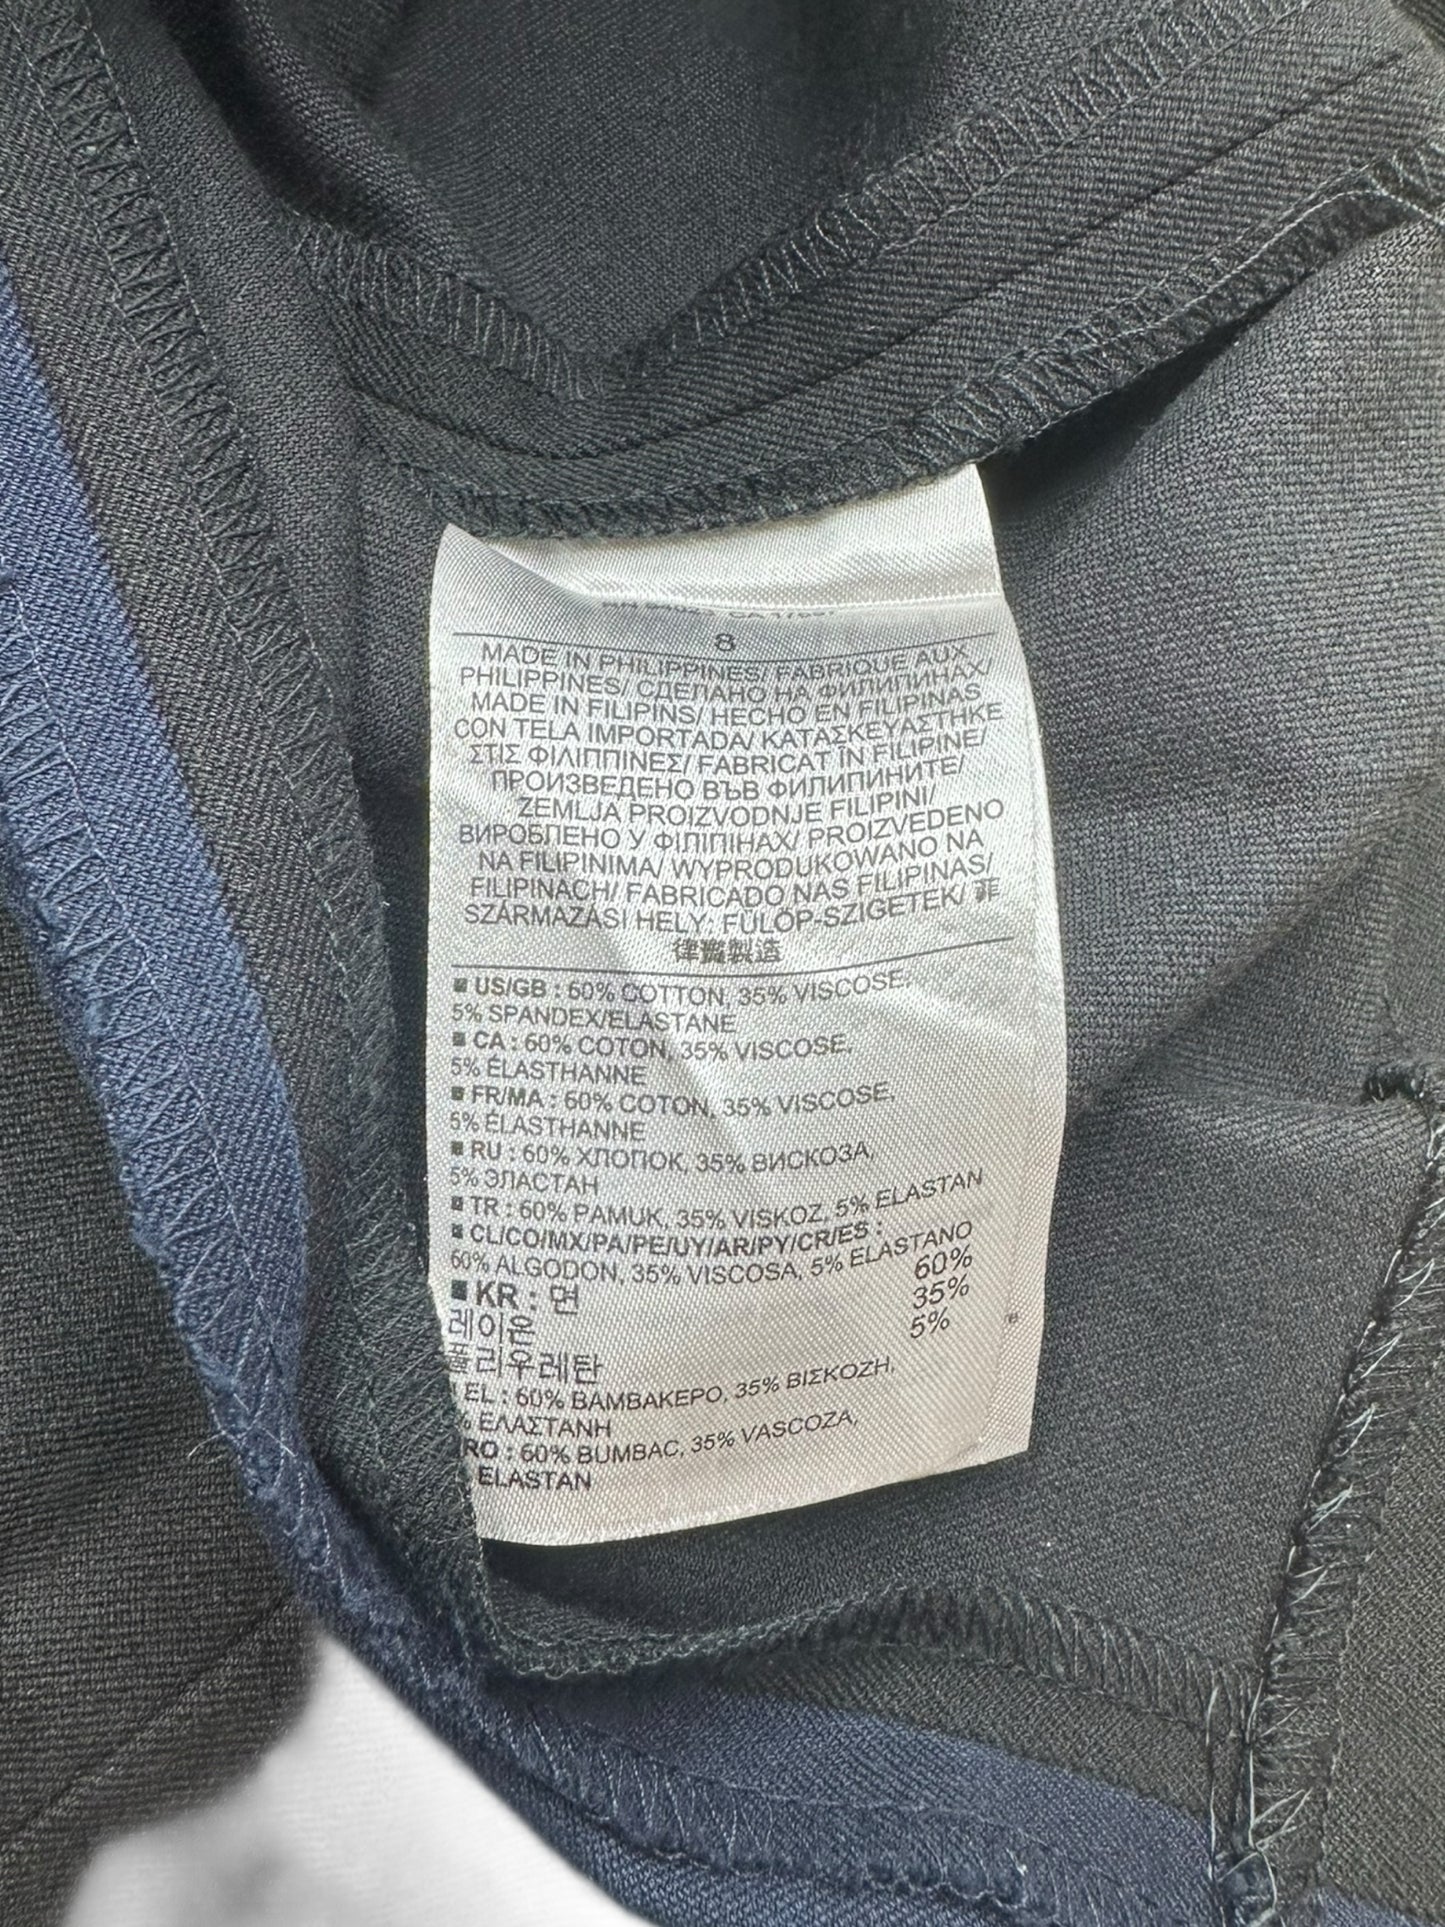 8
MADE IN PHILIPPINES/ FABRIQUE AUX
PHILIPPINES/ СДЕЛАНО НА ФИЛИПИНАХ/
MADE IN FILIPINS/ HECHO EN FILIPINAS
CON TELA IMPORTADA/ ΚΑΤΑΣΚΕΥΑΣΤΗΚΕ
ΣΤΙΣ ΦΙΛΙΠΠΙΝΕΣ/ FABRICAT ÎN FILIPINE/
ПРОИЗВЕДЕНО ВЪВ ФИЛИПИНИТЕ/
ZEMLJA PROIZVODNJE FILIPINI/
ВИРОБЛЕНО У ФІЛІПІНАХ/ PROIZVEDENO
NA FILIPINIMA/ WYPRODUKOWANO NA
FILIPINACH/ FABRICADO NAS FILIPINAS/
SZÁRMAZÁSI HELY: FÜLÖP-SZIGETEK/ 菲
律賓製造
■ US/GB : 60% COTTON, 35% VISCOSE,
5% SPANDEX/ELASTANE
■ CA : 60% COTON, 35% VISCOSE,
5% ÉLASTHANNE
■ FR/MA : 60% COTON, 35% VISCOSE,
5% ÉLASTHANNE
■ RU : 60% ХЛОПОК, 35% ВИСКОЗА,
5% ЭЛАСТАН
■ TR : 60% PAMUK, 35% VISKOZ, 5% ELASTAN
■ CL/CO/MX/PA/PE/UY/AR/PY/CR/ES :
60% ALGODON, 35% VISCOSA, 5% ELASTANO
■ KR : 면 60%
레이온 35%
폴리우레탄 5%
EL : 60% ΒΑΜΒΑΚΕΡΟ, 35% ΒΙΣΚΟΖΗ,
% ΕΛΑΣΤΑΝΗ
RO : 60% BUMBAC, 35% VASCOZA,
ELASTAN